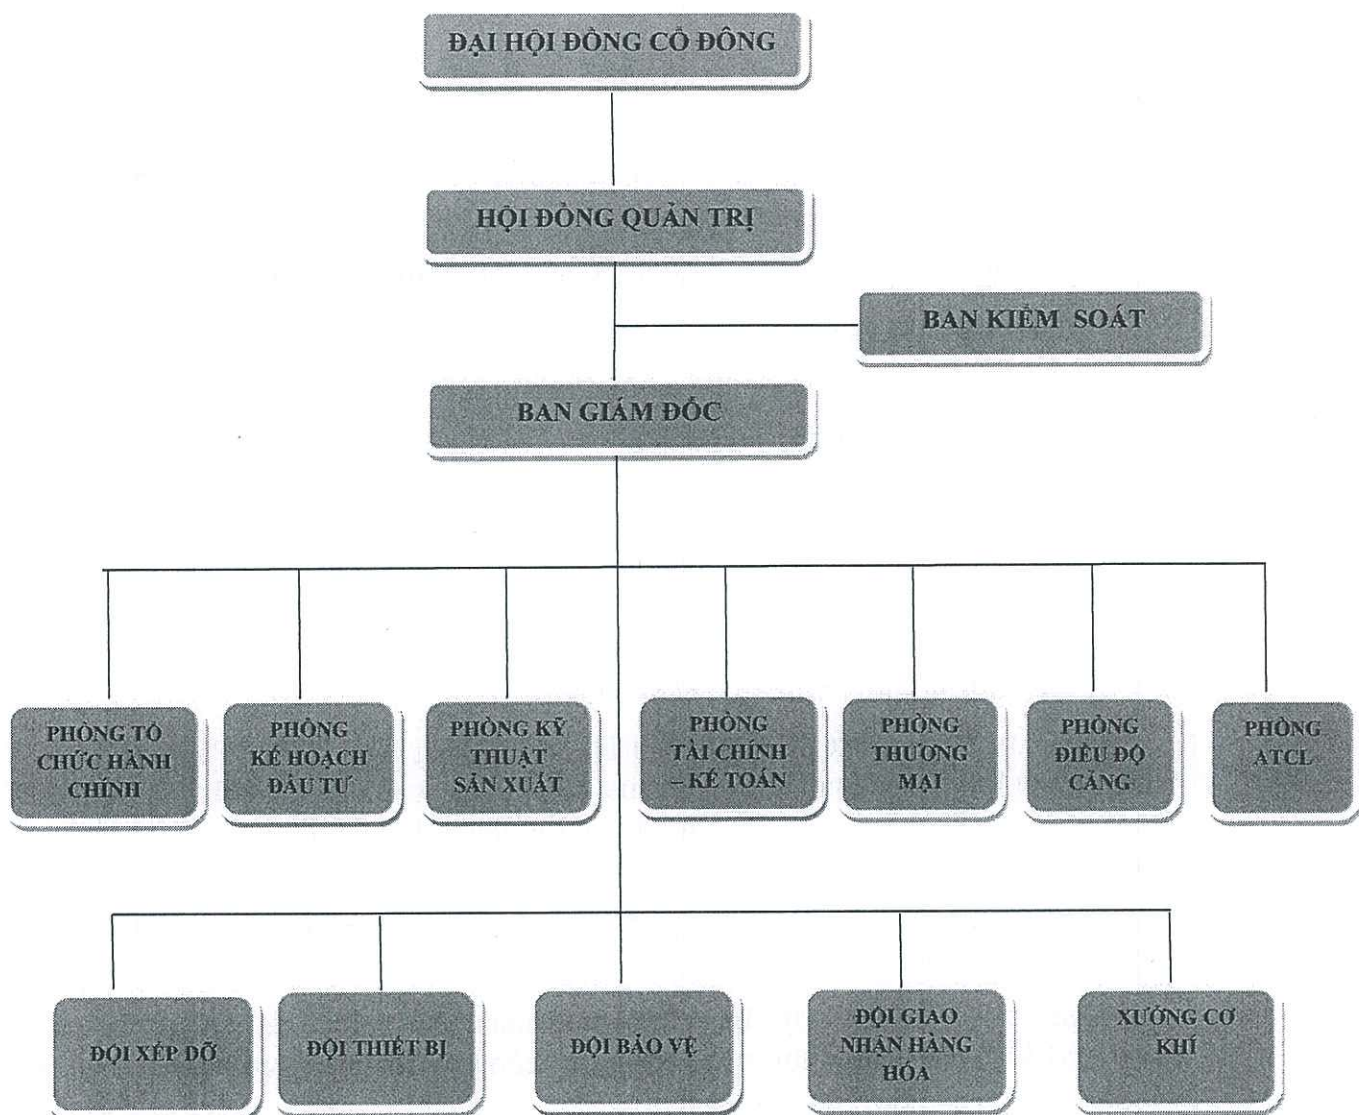 ĐẠI HỘI ĐỒNG CỔ ĐÔNG
HỘI ĐỒNG QUẢN TRỊ
BAN KIỂM SOÁT
BAN GIÁM ĐỐC
PHÒNG TỔ
CHỨC HÀNH
CHÍNH
PHÒNG
KẾ HOẠCH
ĐẦU TƯ
PHÒNG KỸ
THUẬT
SẢN XUẤT
PHÒNG
TÀI CHÍNH
– KẾ TOÁN
PHÒNG
THƯƠNG
MẠI
PHÒNG
ĐIỀU ĐỘ
CẢNG
PHÒNG
ATCL
ĐỘI XẾP DỠ
ĐỘI THIẾT BỊ
ĐỘI BẢO VỆ
ĐỘI GIAO
NHẬN HÀNG
HÓA
XƯỞNG CƠ
KHÍ